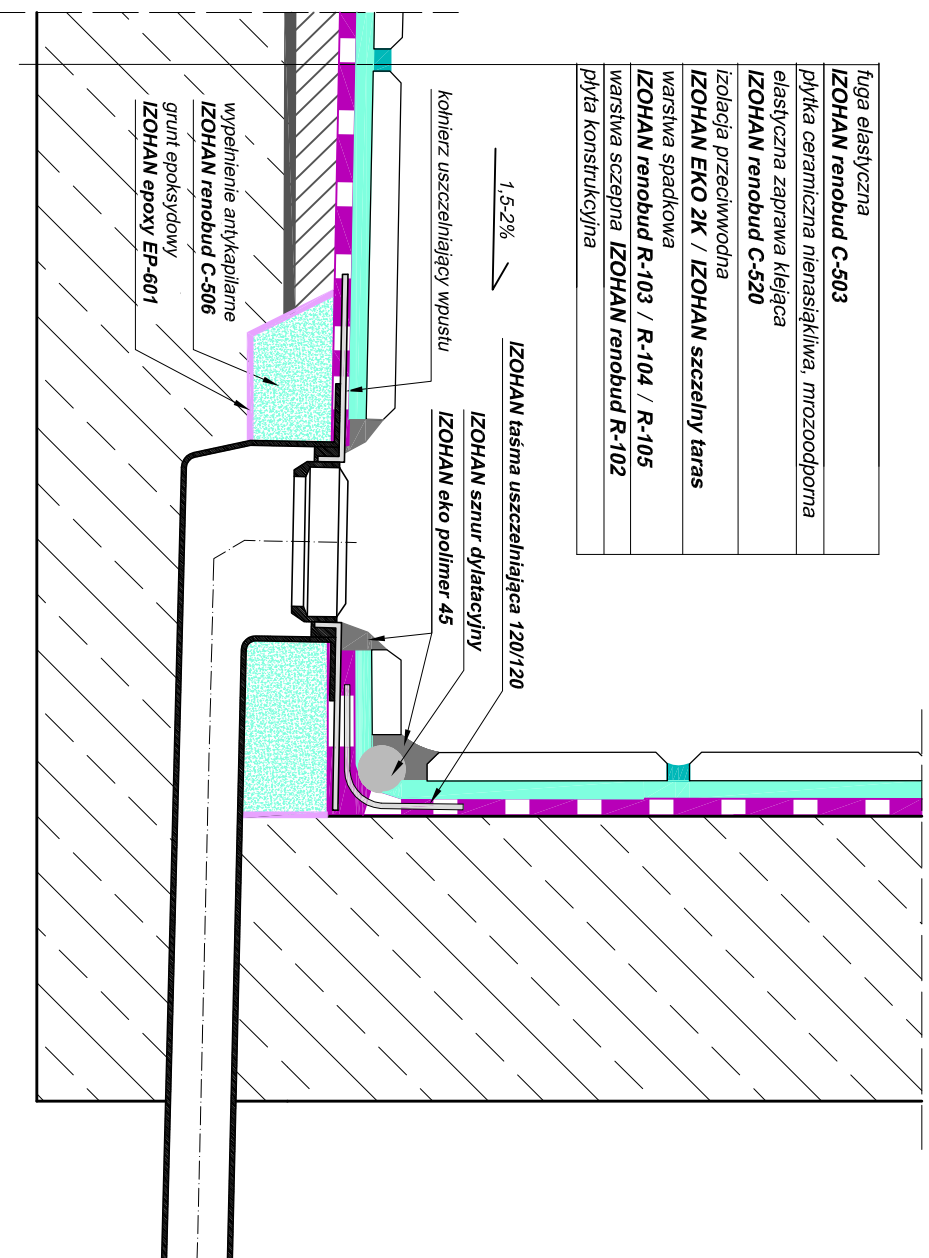 fuga elastyczna
IZOHAN renobud C-503
płytka ceramiczna nienasiąkliwa, mrozoodporna
elastyczna zaprawa klejąca
IZOHAN renobud C-520
izolacja przeciwwodna
IZOHAN EKO 2K / IZOHAN szczelny taras
warstwa spadkowa
IZOHAN renobud R-103 / R-104 / R-105
warstwa sczepna IZOHAN renobud R-102
płyta konstrukcyjna
1,5-2%
IZOHAN taśma uszczelniająca 120/120
IZOHAN sznur dylatacyjny
IZOHAN eko polimer 45
kołnierz uszczelniający wpustu
wypełnienie antykapilarne
IZOHAN renobud C-506
grunt epoksydowy
IZOHAN epoxy EP-601